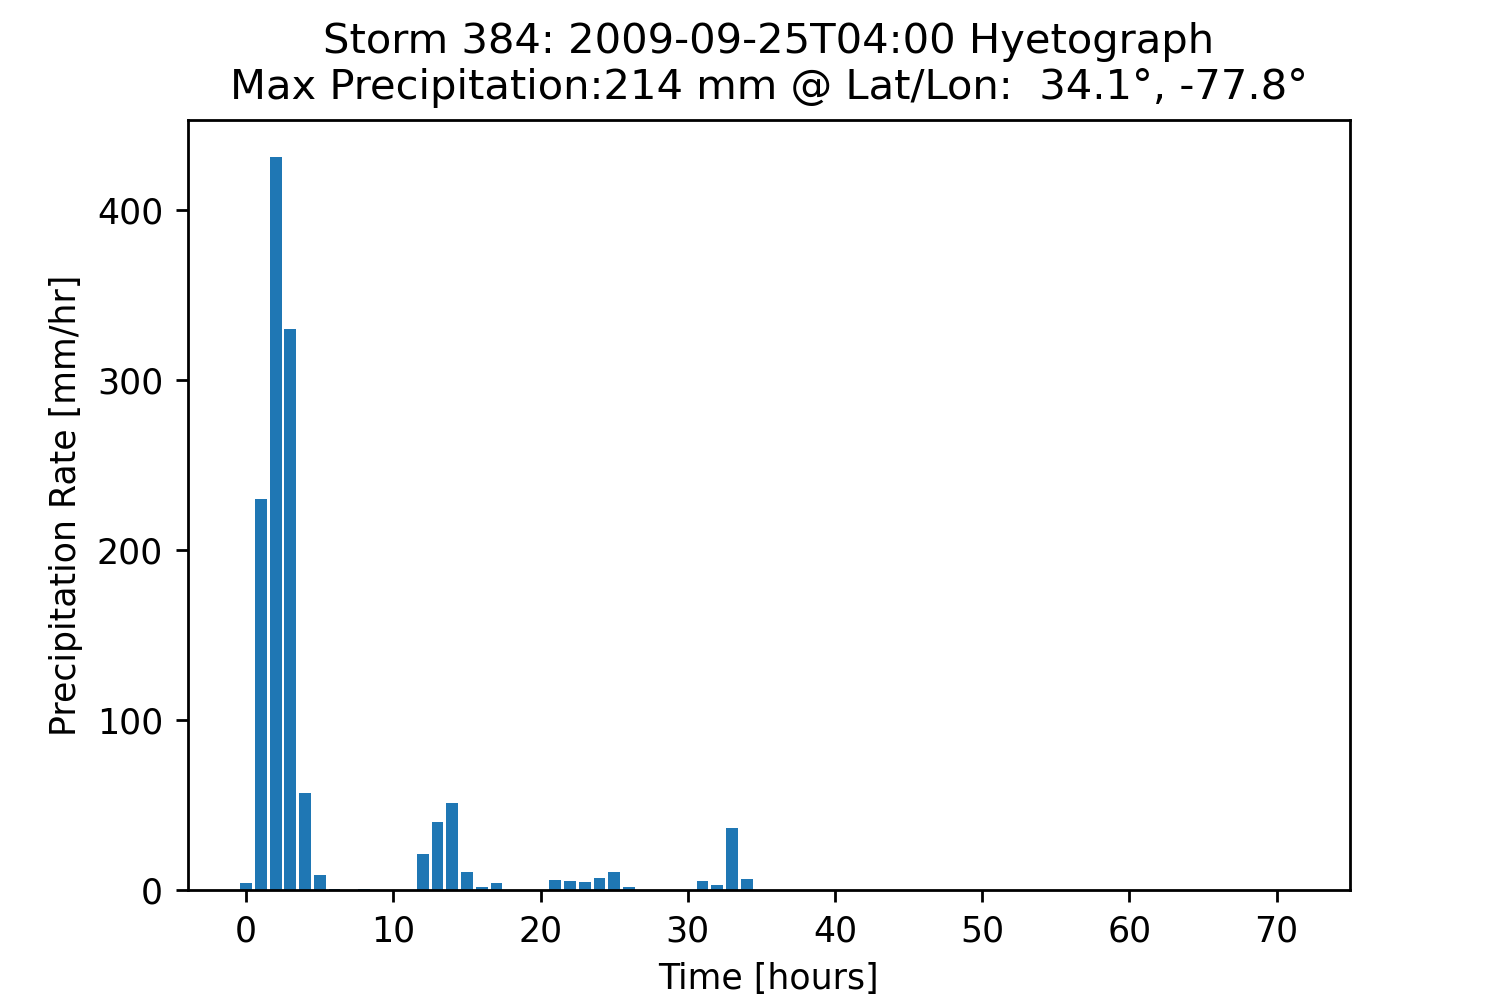 Storm 384: 2009-09-25T04:00 Hyetograph
Max Precipitation:214 mm @ Lat/Lon:  34.1°, -77.8°
Precipitation Rate [mm/hr]
400
300
200
100
0
0 10 20 30 40 50 60 70
Time [hours]